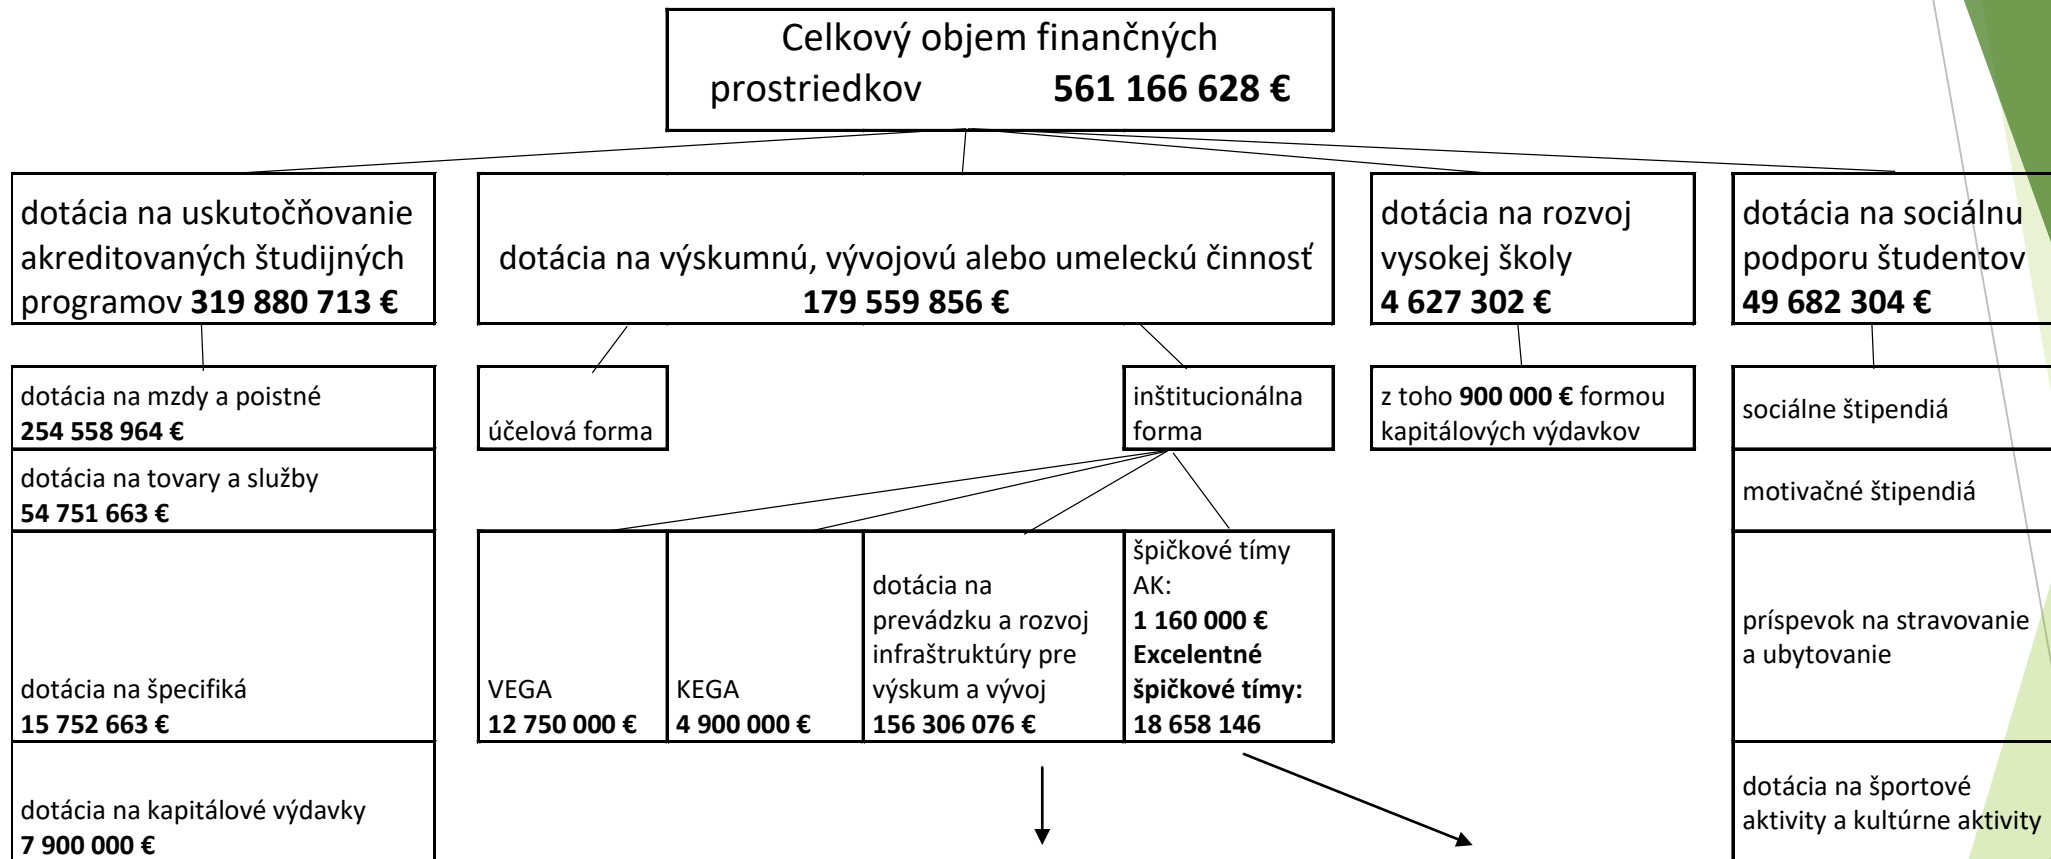 Celkový objem finančných
prostriedkov 561 166 628 €
dotácia na uskutočňovanie
akreditovaných študijných
programov 319 880 713 €
dotácia na výskumnú, vývojovú alebo umeleckú činnosť
179 559 856 €
dotácia na rozvoj
vysokej školy
4 627 302 €
dotácia na sociálnu
podporu študentov
49 682 304 €
dotácia na mzdy a poistné
254 558 964 €
účelová forma
inštitucionálna
forma
z toho 900 000 € formou
kapitálových výdavkov
sociálne štipendiá
dotácia na tovary a služby
54 751 663 €
motivačné štipendiá
dotácia na špecifiká
15 752 663 €
VEGA
12 750 000 €
KEGA
4 900 000 €
dotácia na
prevádzku a rozvoj
infraštruktúry pre
výskum a vývoj
156 306 076 €
špičkové tímy
AK:
1 160 000 €
Excelentné
špičkové tímy:
18 658 146
príspevok na stravovanie
a ubytovanie
dotácia na kapitálové výdavky
7 900 000 €
dotácia na športové
aktivity a kultúrne aktivity